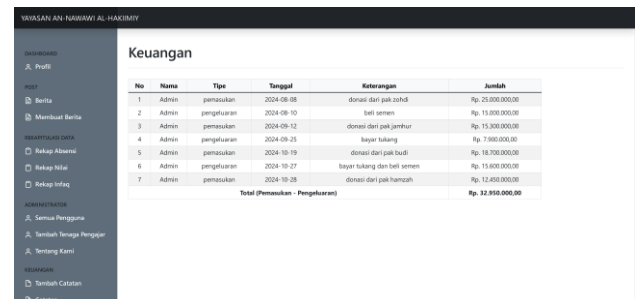 YAYASAN AN-NAWAWI AL-HAKIIMIY
DASHBOARD
Profil
POST
Berita
Membuat Berita
REKAPITULASI DATA
Rekap Absensi
Rekap Nilai
Rekap Infaq
ADMINISTRATOR
Semua Pengguna
Tambah Tenaga Pengajar
Tentang Kami
KEUANGAN
Tambah Catatan
Keuangan
No Nama Tipe Tanggal Keterangan Jumlah
1 Admin pemasukan 2024-08-08 donasi dari pak zohdi Rp. 25.000.000,00
2 Admin pengeluaran 2024-08-10 beli semen Rp. 15.000.000,00
3 Admin pemasukan 2024-09-12 donasi dari pak jamhur Rp. 15.300.000,00
4 Admin pengeluaran 2024-09-25 bayar tukang Rp. 7.900.000,00
5 Admin pemasukan 2024-10-19 donasi dari pak budi Rp. 18.700.000,00
6 Admin pengeluaran 2024-10-27 bayar tukang dan beli semen Rp. 15.600.000,00
7 Admin pemasukan 2024-10-28 donasi dari pak hamzah Rp. 12.450.000,00
Total (Pemasukan - Pengeluaran) Rp. 32.950.000,00